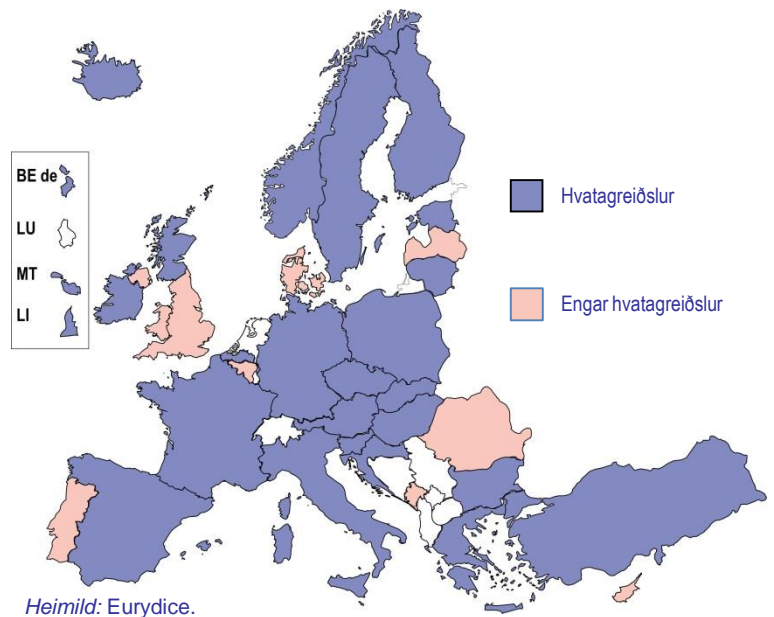 BE de
LU
MT
LI
Hvatagreiðslur
Engar hvatagreiðslur
Heimild: Eurydice.